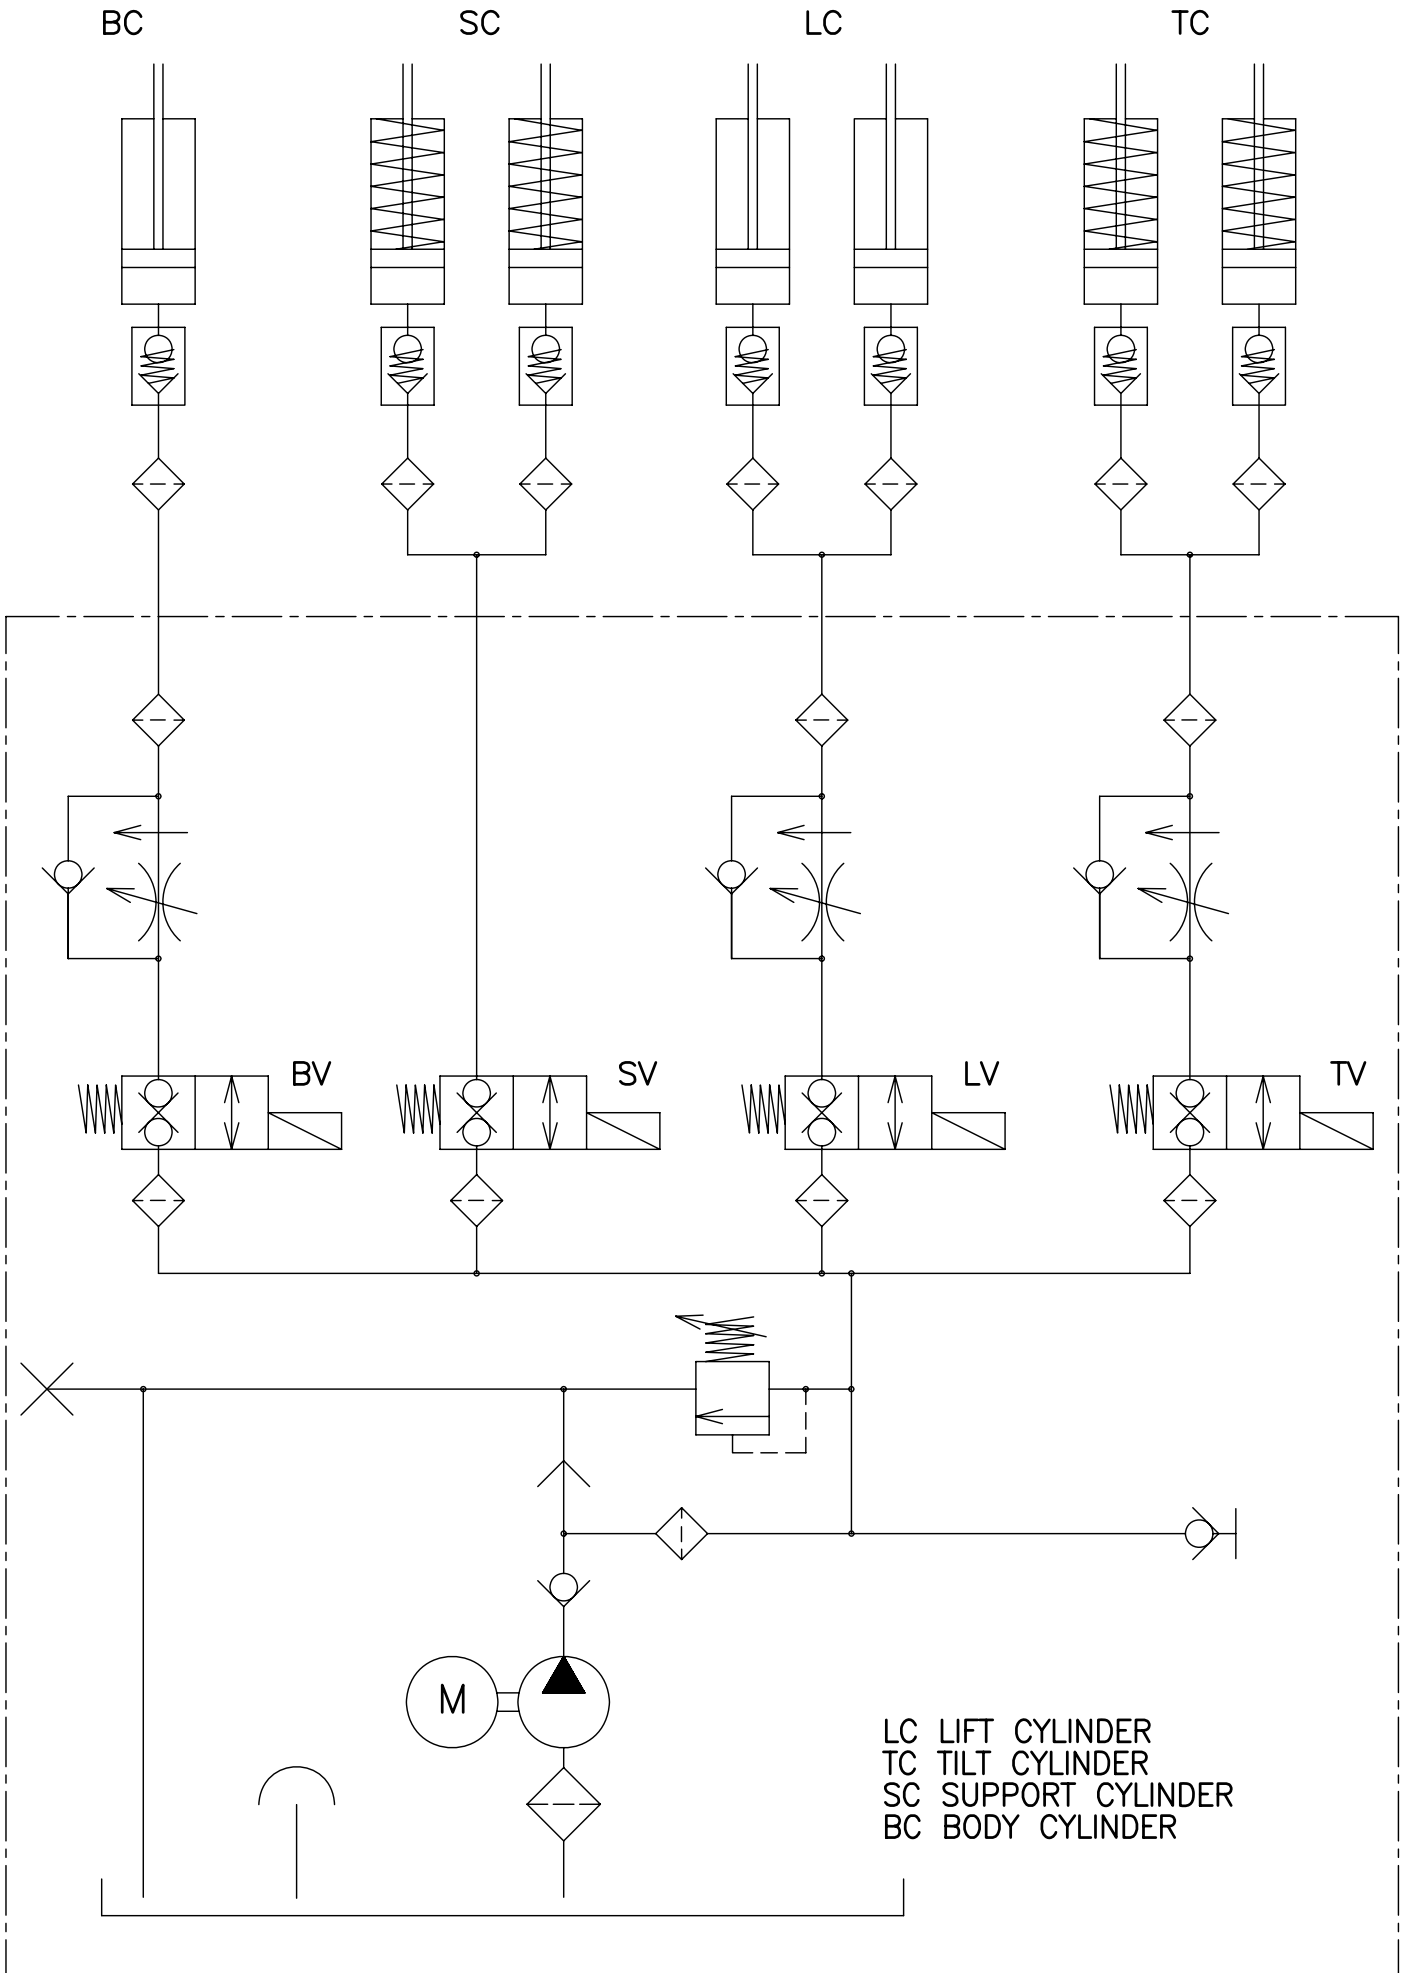 BC SC LC TC
BV SV LV TV
M
LC LIFT CYLINDER
TC TILT CYLINDER
SC SUPPORT CYLINDER
BC BODY CYLINDER